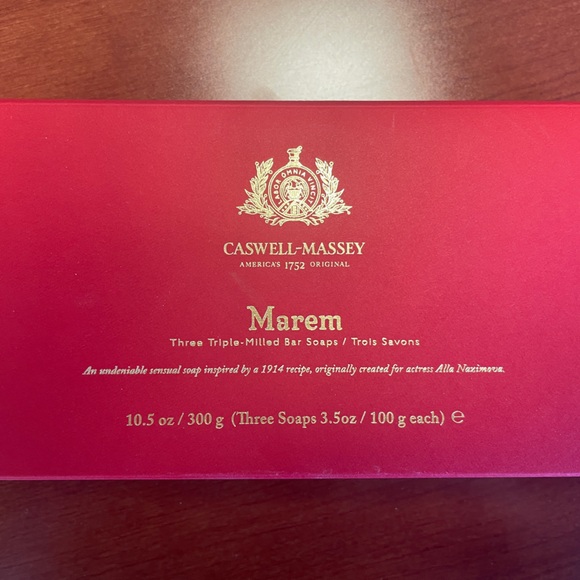 LABOR OMNIA VINCIT
CASWELL-MASSEY
AMERICA'S 1752 ORIGINAL
Marem
Three Triple-Milled Bar Soaps / Trois Savons
An undeniable sensual soap inspired by a 1914 recipe, originally created for actress Alla Nazimova.
10.5 oz / 300 g (Three Soaps 3.5oz / 100 g each) ℮